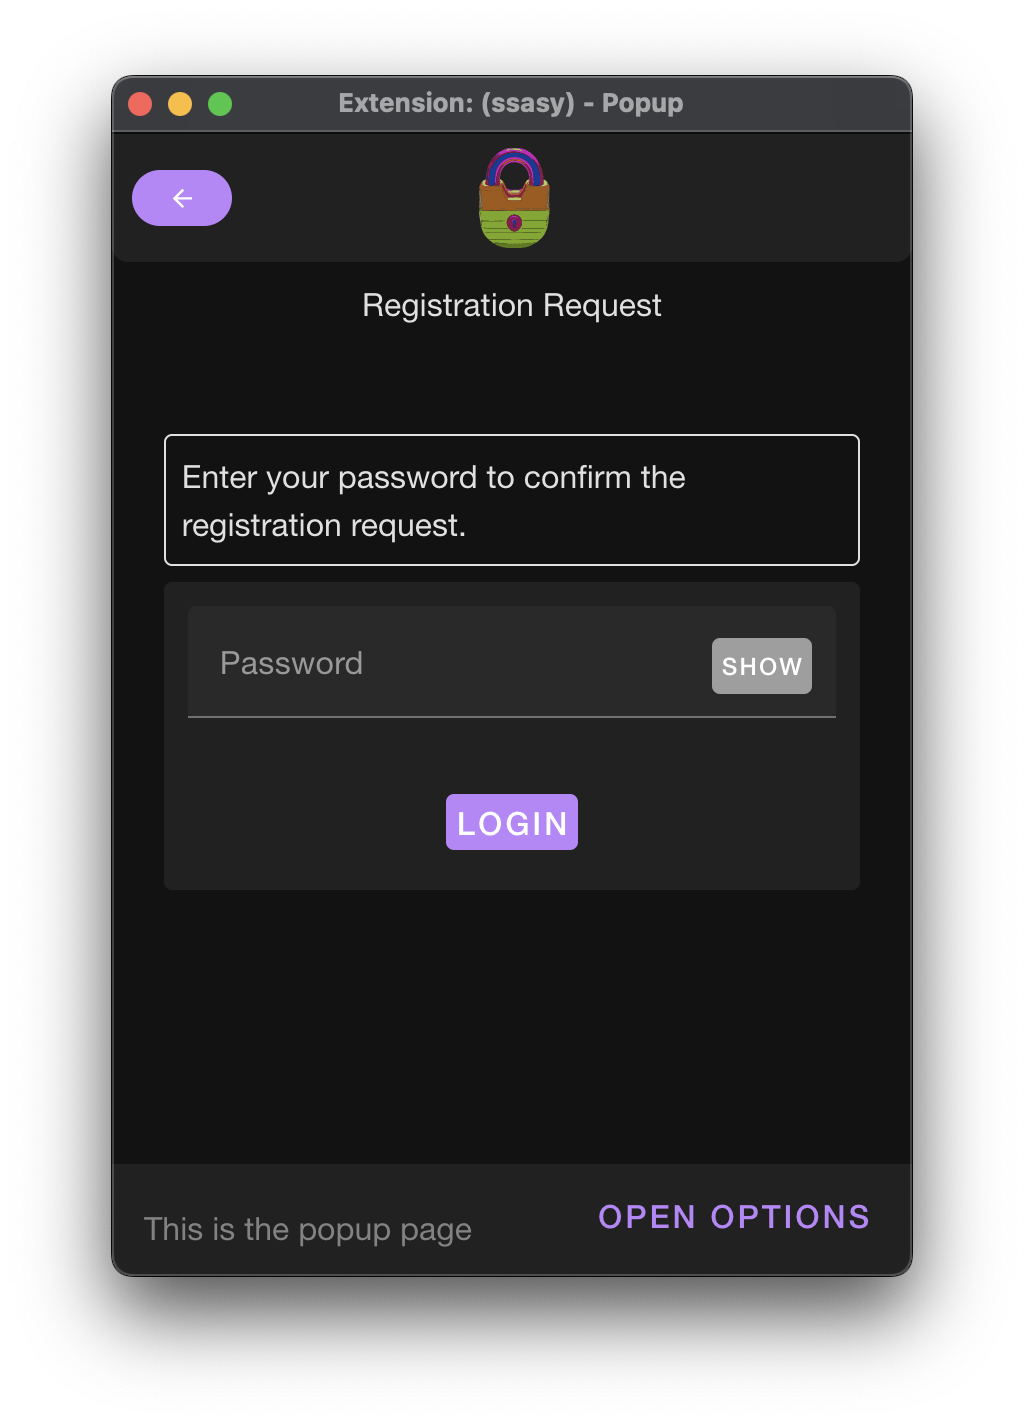 Extension: (ssasy) - Popup
Registration Request
Enter your password to confirm the
registration request.
Password
SHOW
LOGIN
This is the popup page
OPEN OPTIONS